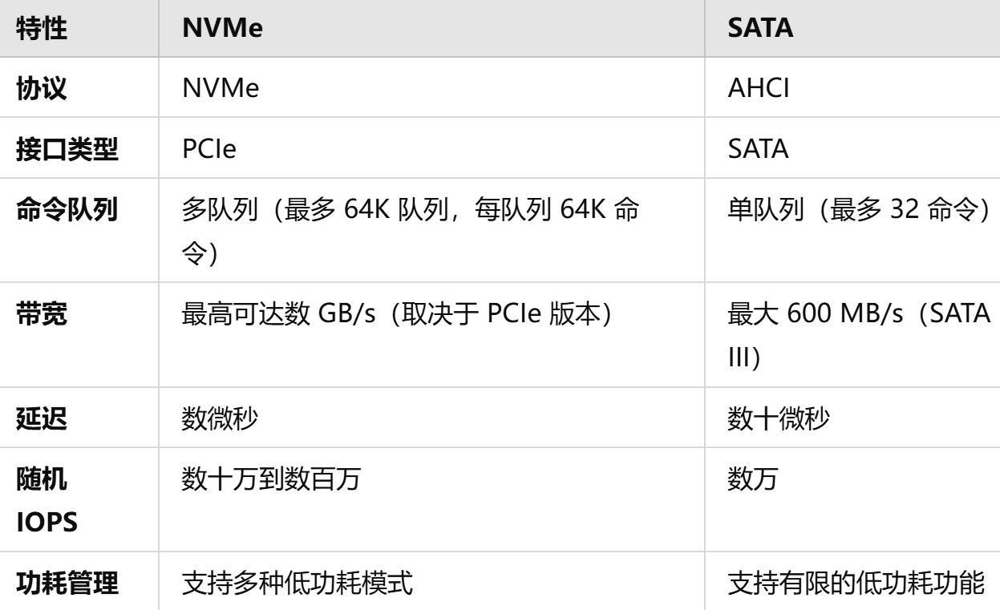 特性 NVMe SATA
协议 NVMe AHCI
接口类型 PCIe SATA
命令队列 多队列（最多 64K 队列，每队列 64K 命 单队列（最多 32 命令）
令）
带宽 最高可达数 GB/s（取决于 PCIe 版本） 最大 600 MB/s（SATA
III）
延迟 数微秒 数十微秒
随机 数十万到数百万 数万
IOPS
功耗管理 支持多种低功耗模式 支持有限的低功耗功能